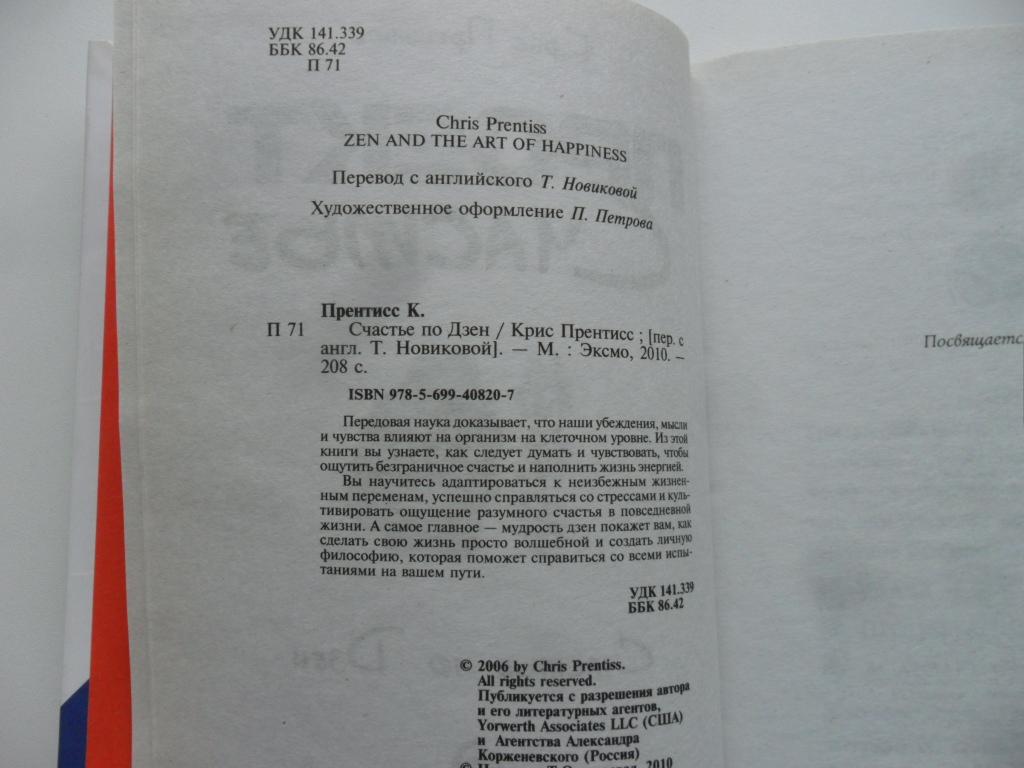 УДК 141.339
ББК 86.42
П 71
Chris Prentiss
ZEN AND THE ART OF HAPPINESS
Перевод с английского Т. Новиковой
Художественное оформление П. Петрова
Прентисс К.
П 71 Счастье по Дзен / Крис Прентисс ; [пер. с
англ. Т. Новиковой]. — М. : Эксмо, 2010. —
208 с.
ISBN 978-5-699-40820-7
Передовая наука доказывает, что наши убеждения, мысли
и чувства влияют на организм на клеточном уровне. Из этой
книги вы узнаете, как следует думать и чувствовать, чтобы
ощутить безграничное счастье и наполнить жизнь энергией.
Вы научитесь адаптироваться к неизбежным жизнен-
ным переменам, успешно справляться со стрессами и куль-
тивировать ощущение разумного счастья в повседневной
жизни. А самое главное — мудрость дзен покажет вам, как
сделать свою жизнь просто волшебной и создать личную
философию, которая поможет справиться со всеми испы-
таниями на вашем пути.
УДК 141.339
ББК 86.42
© 2006 by Chris Prentiss.
All rights reserved.
Публикуется с разрешения автора
и его литературных агентов,
Yorwerth Associates LLC (США)
и Агентства Александра
Корженевского (Россия)
2010
Посвящается